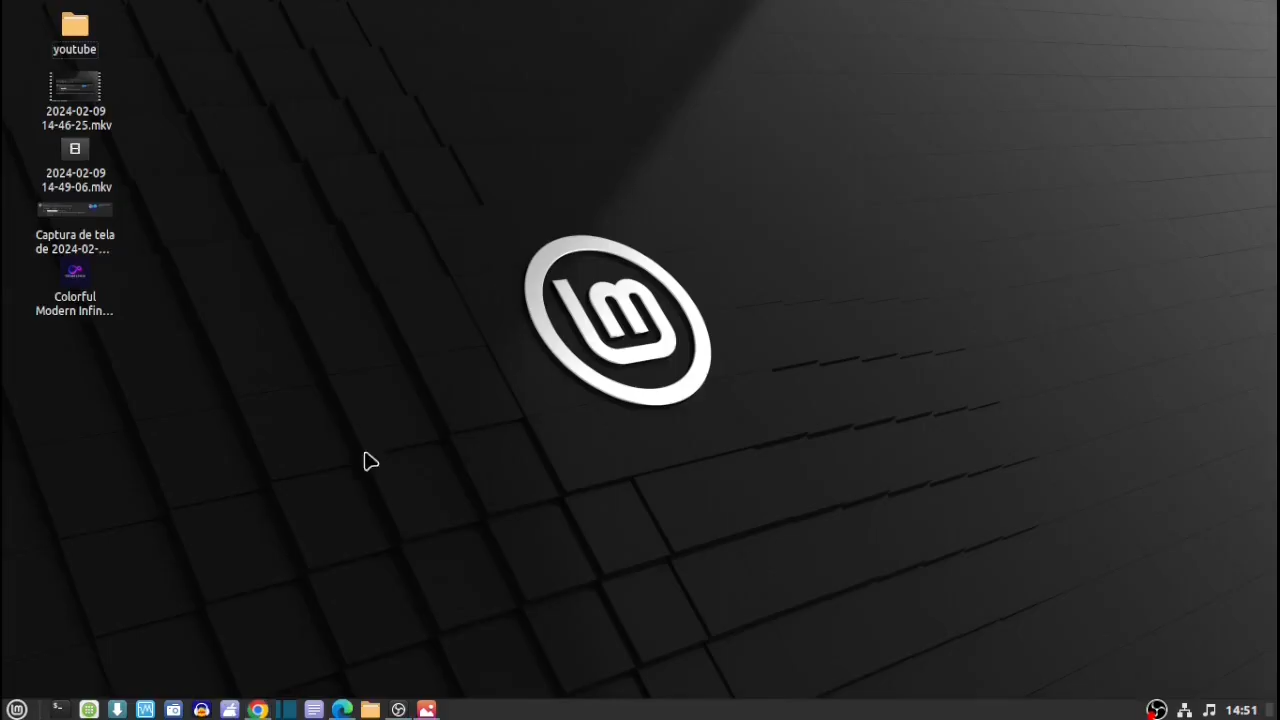 youtube
2024-02-09
14-46-25.mkv
2024-02-09
14-49-06.mkv
Captura de tela
de 2024-02-...
Colorful
Modern Infin...
14:51